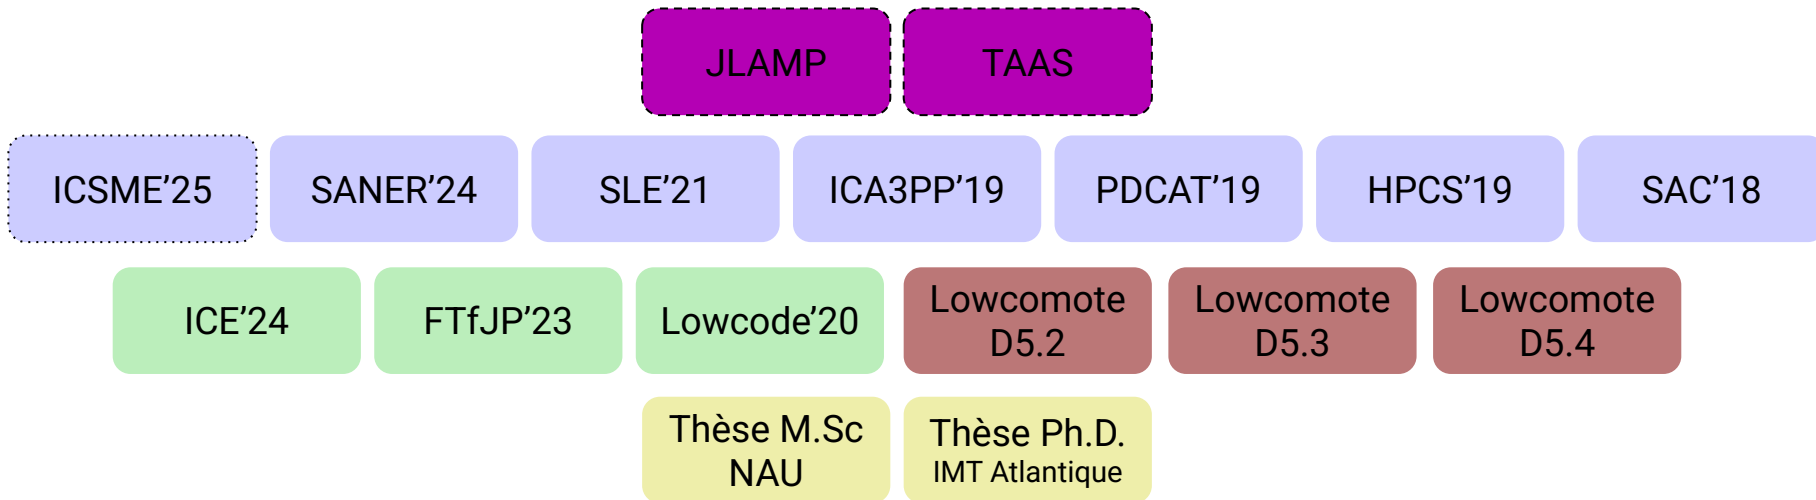 JLAMP
TAAS
ICSME’25
SANER’24
SLE’21
ICA3PP’19
PDCAT’19
HPCS’19
SAC’18
ICE’24
FTfJP’23
Lowcode’20
Lowcomote
D5.2
Lowcomote
D5.3
Lowcomote
D5.4
Thèse M.Sc
NAU
Thèse Ph.D.
IMT Atlantique